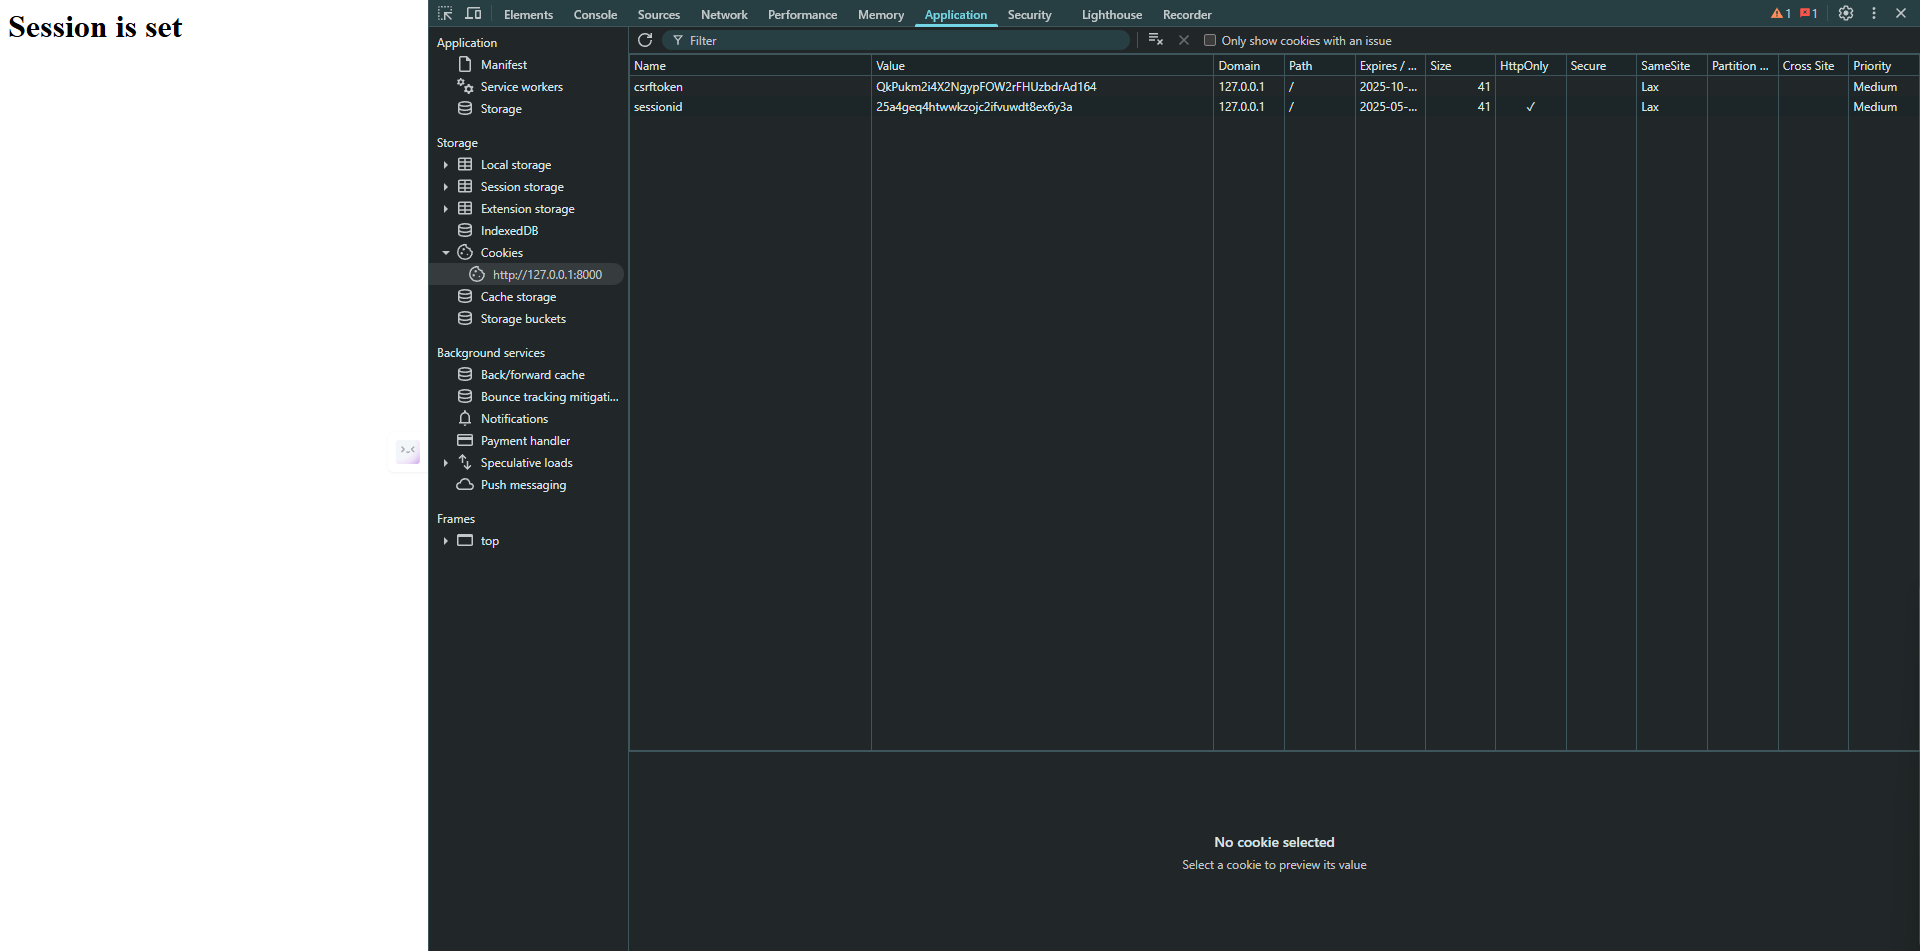 Session is set
Elements Console Sources Network Performance Memory Application Security Lighthouse Recorder 1 1
Application
Manifest
Service workers
Storage
Storage
Local storage
Session storage
Extension storage
IndexedDB
Cookies
http://127.0.0.1:8000
Cache storage
Storage buckets
Background services
Back/forward cache
Bounce tracking mitigati...
Notifications
Payment handler
Speculative loads
Push messaging
Frames
top
Filter Only show cookies with an issue
Name Value Domain Path Expires / ... Size HttpOnly Secure SameSite Partition ... Cross Site Priority
csrftoken QkPukm2i4X2NgypFOW2rFHUzbdrAd164 127.0.0.1 / 2025-10-... 41 Lax Medium
sessionid 25a4geq4htwwkzojc2ifvuwdt8ex6y3a 127.0.0.1 / 2025-05-... 41 ✓ Lax Medium
No cookie selected
Select a cookie to preview its value